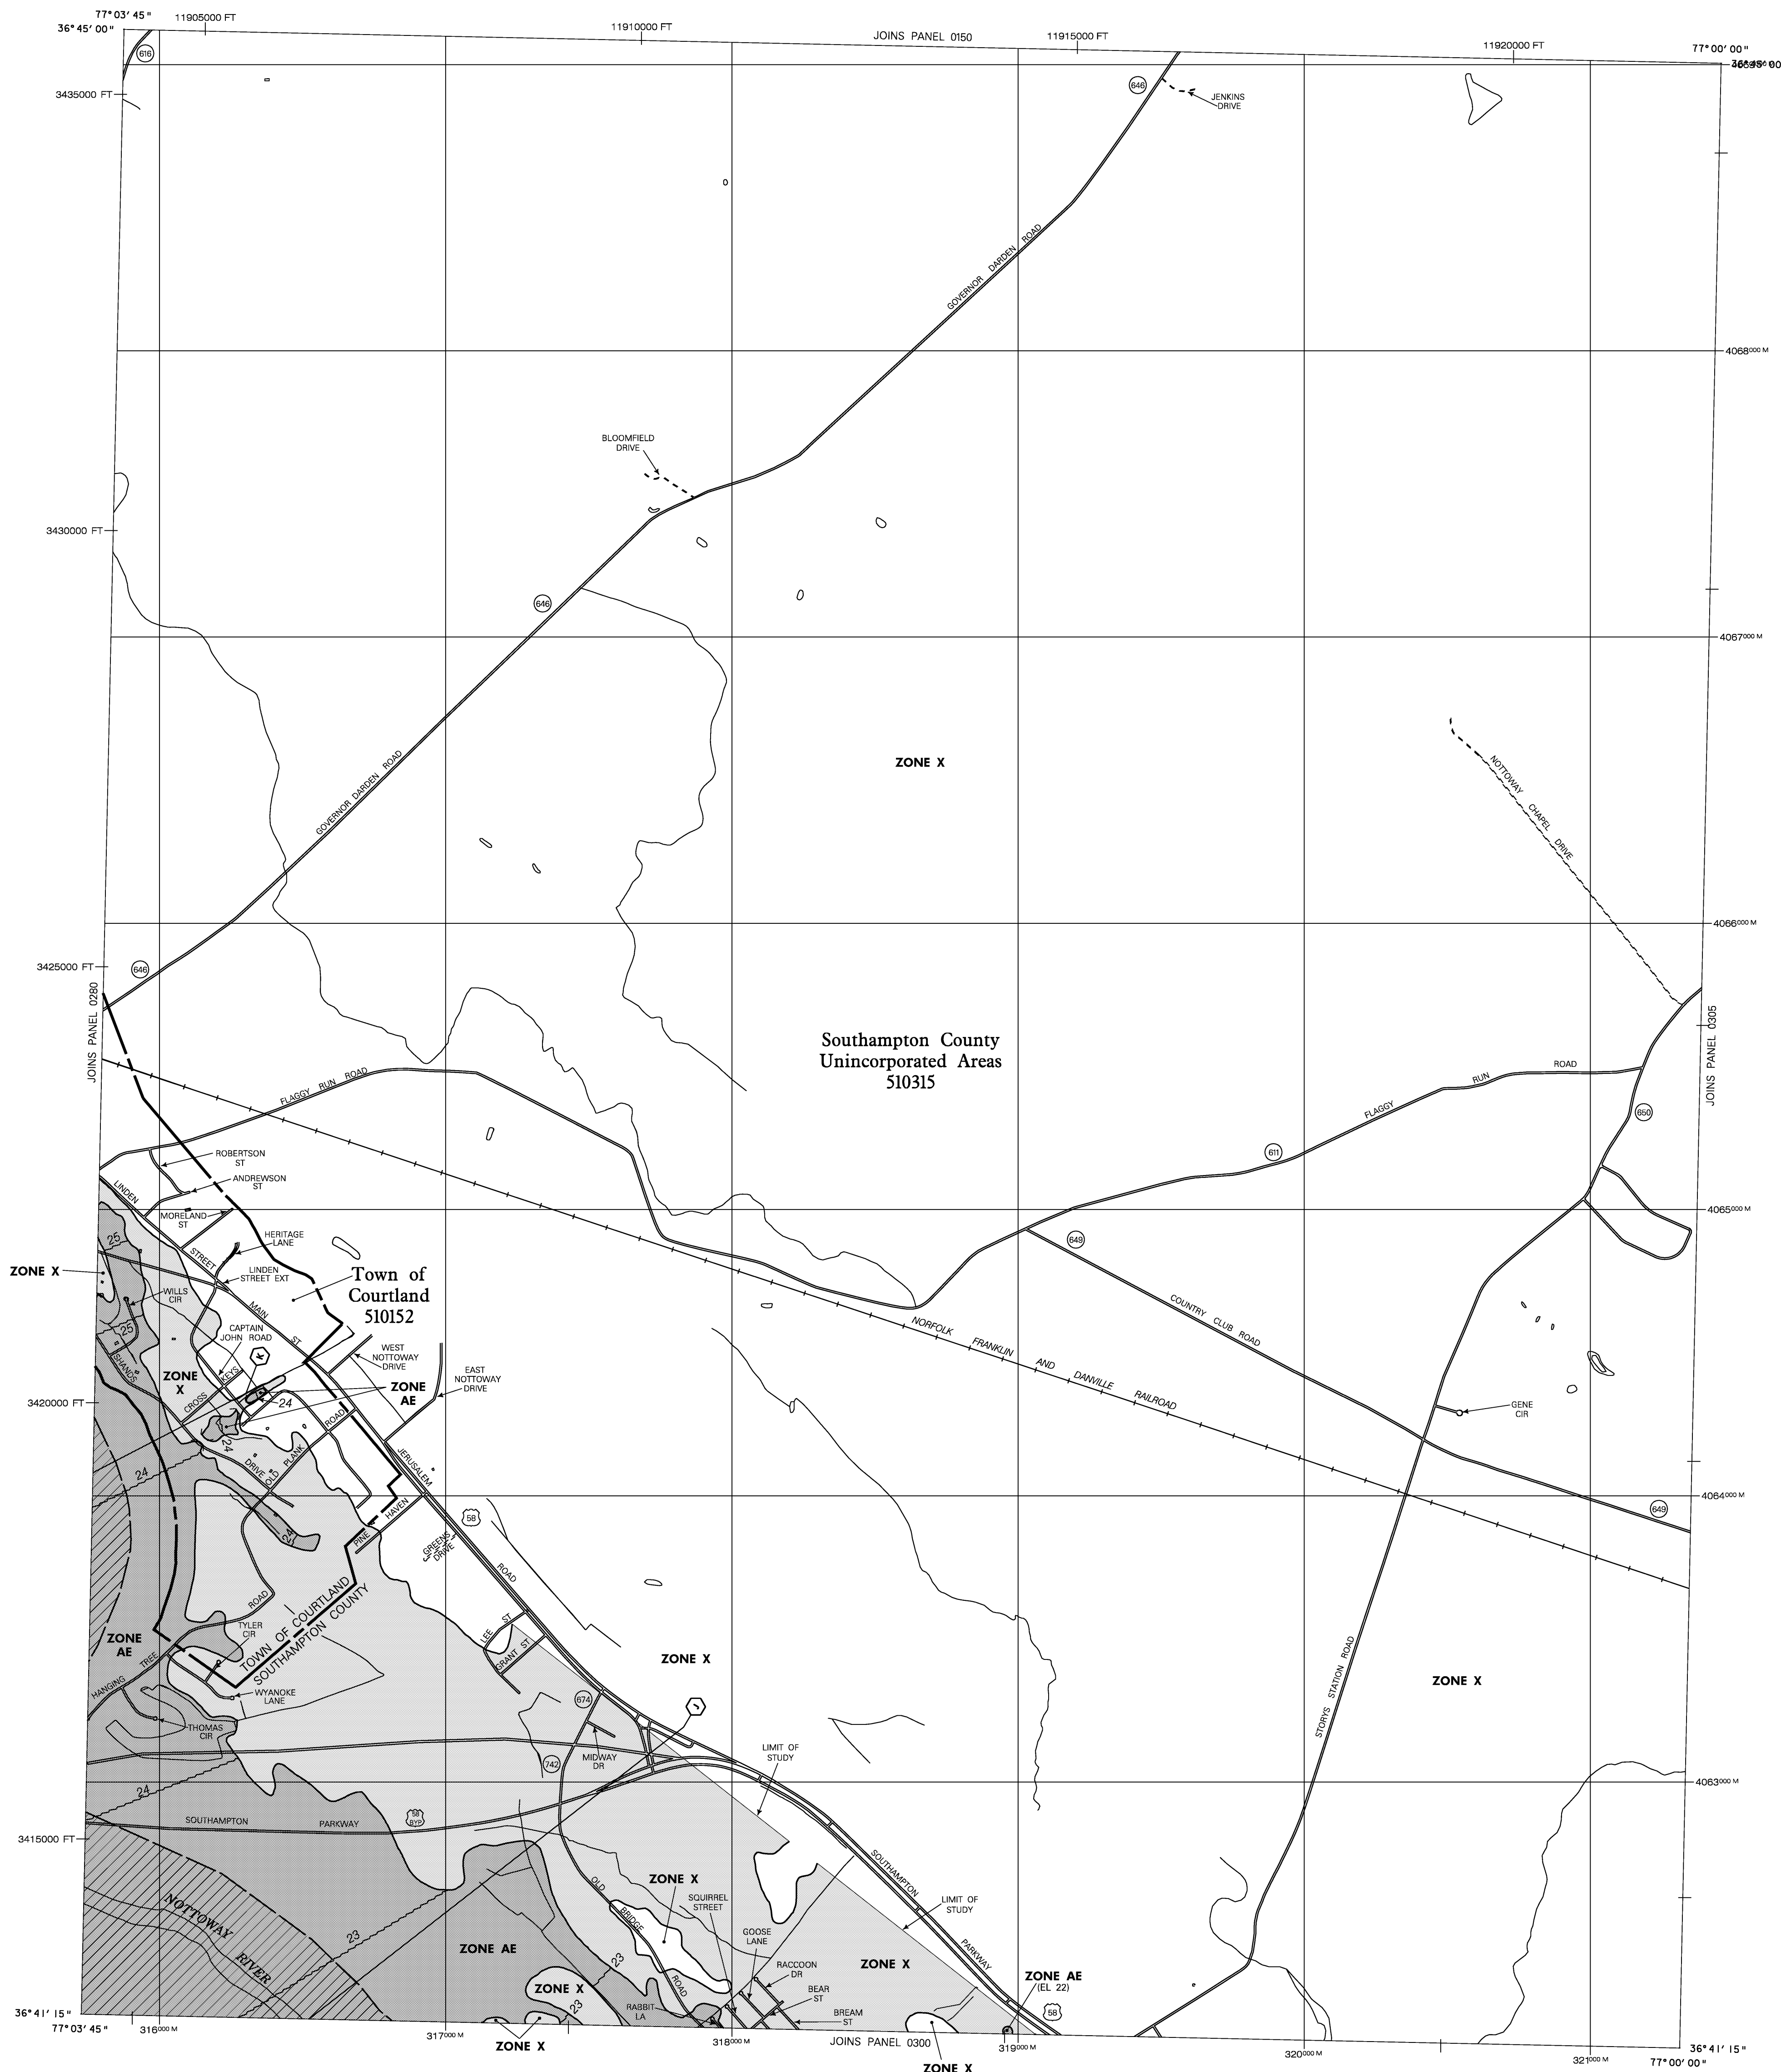 77° 03' 45"
11905000 FT
11910000 FT
JOINS PANEL 0150
11915000 FT
11920000 FT
77° 00' 00"
36° 45' 00"
616
3435000 FT
646
JENKINS
DRIVE
GOVERNOR DARDEN ROAD
4068000 M
BLOOMFIELD
DRIVE
3430000 FT
646
4067000 M
GOVERNOR DARDEN ROAD
ZONE X
NOTTOWAY CHAPEL DRIVE
4066000 M
3425000 FT
646
JOINS PANEL 0280
JOINS PANEL 0305
Southampton County
Unincorporated Areas
510315
FLAGGY RUN ROAD
FLAGGY RUN ROAD
650
611
ROBERTSON
ST
ANDREWSON
ST
LINDEN STREET
MORELAND
ST
4065000 M
HERITAGE
LANE
25
649
ZONE X
LINDEN
STREET EXT
Town of
Courtland
510152
WILLS
CIR
MAIN ST
COUNTRY CLUB ROAD
25
CAPTAIN
JOHN ROAD
NORFOLK FRANKLIN AND DANVILLE RAILROAD
K
WEST
NOTTOWAY
DRIVE
SHANDS DRIVE
ZONE
X
CROSS KEYS
EAST
NOTTOWAY
DRIVE
ZONE
AE
3420000 FT
24
GENE
CIR
OLD PLANK ROAD
24
24
JERUSALEM ROAD
4064000 M
649
PINE HAVEN
58
24
GREENS
DRIVE
TOWN OF COURTLAND
SOUTHAMPTON COUNTY
HANGING TREE ROAD
TYLER
CIR
ZONE
AE
LEE ST
GRANT ST
ZONE X
ZONE X
STORYS STATION ROAD
WYANOKE
LANE
674
J
THOMAS
CIR
MIDWAY
DR
LIMIT OF
STUDY
742
24
4063000 M
SOUTHAMPTON PARKWAY
58
BYP
3415000 FT
SOUTHAMPTON PARKWAY
ZONE X
OLD BRIDGE ROAD
SQUIRREL
STREET
LIMIT OF
STUDY
NOTTOWAY RIVER
23
GOOSE
LANE
ZONE AE
23
RACCOON
DR
ZONE X
ZONE AE
(EL 22)
ZONE X
BEAR
ST
23
RABBIT
LA
BREAM
ST
58
36° 41' 15"
77° 03' 45"
316000 M
317000 M
318000 M
JOINS PANEL 0300
319000 M
320000 M
321000 M
36° 41' 15"
77° 00' 00"
ZONE X
ZONE X